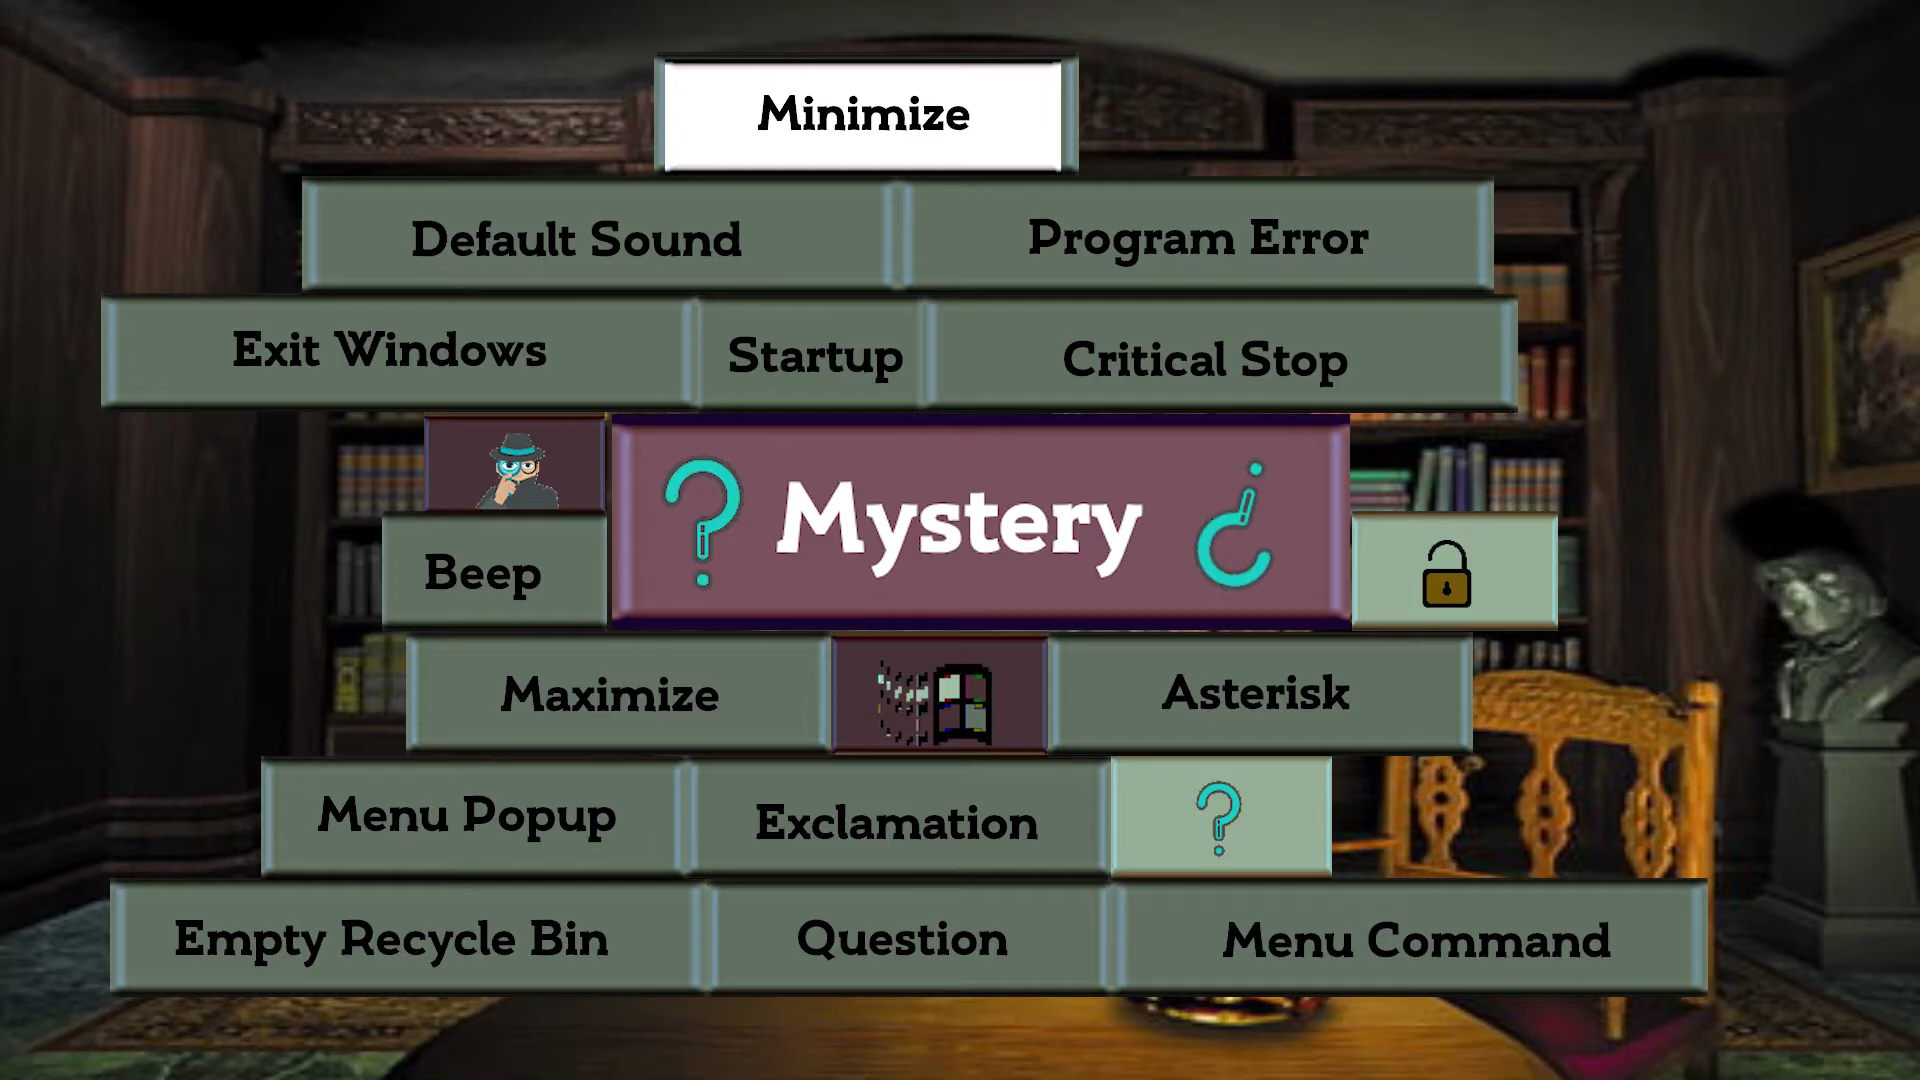 Minimize
Default Sound
Program Error
Exit Windows
Startup
Critical Stop
? Mystery ¿
Beep
Maximize
Asterisk
Menu Popup
Exclamation
?
Empty Recycle Bin
Question
Menu Command